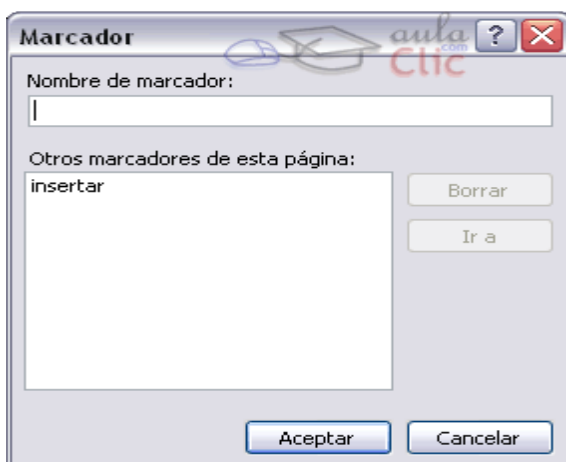 Marcador
aula
.com
Clic
Nombre de marcador:
Otros marcadores de esta página:
insertar
Borrar
Ir a
Aceptar
Cancelar